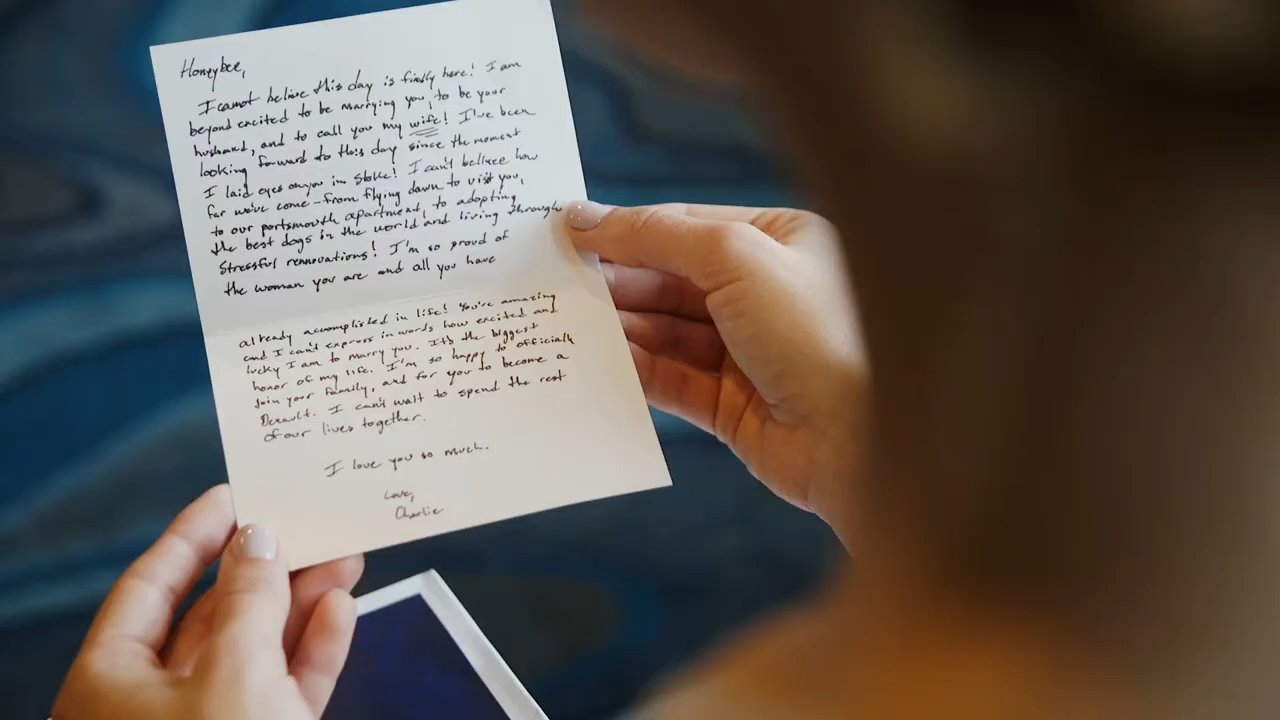 Honeybee,
I cannot believe this day is finally here! I am
beyond excited to be marrying you, to be your
husband, and to call you my wife! I've been
looking forward to this day since the moment
I laid eyes on you in Stoke! I can't believe how
far we've come - from flying down to visit you,
to our portsmouth apartment, to adopting
the best dogs in the world and living through
stressful rennovations! I'm so proud of
the woman you are and all you have
already accomplished in life! You're amazing
and I can't express in words how excited and
lucky I am to marry you. It's the biggest
honor of my life. I'm so happy to officially
join your family, and for you to become a
I can't wait to spend the rest
of our lives together.
I love you so much.
Love,
Charlie